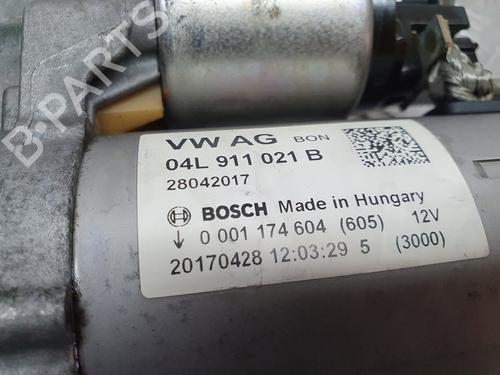 B-PARTS
VW AG BON
04L 911 021 B
28042017
BOSCH Made in Hungary
↓ 0 001 174 604 (605) 12V
20170428 12:03:29 5 (3000)